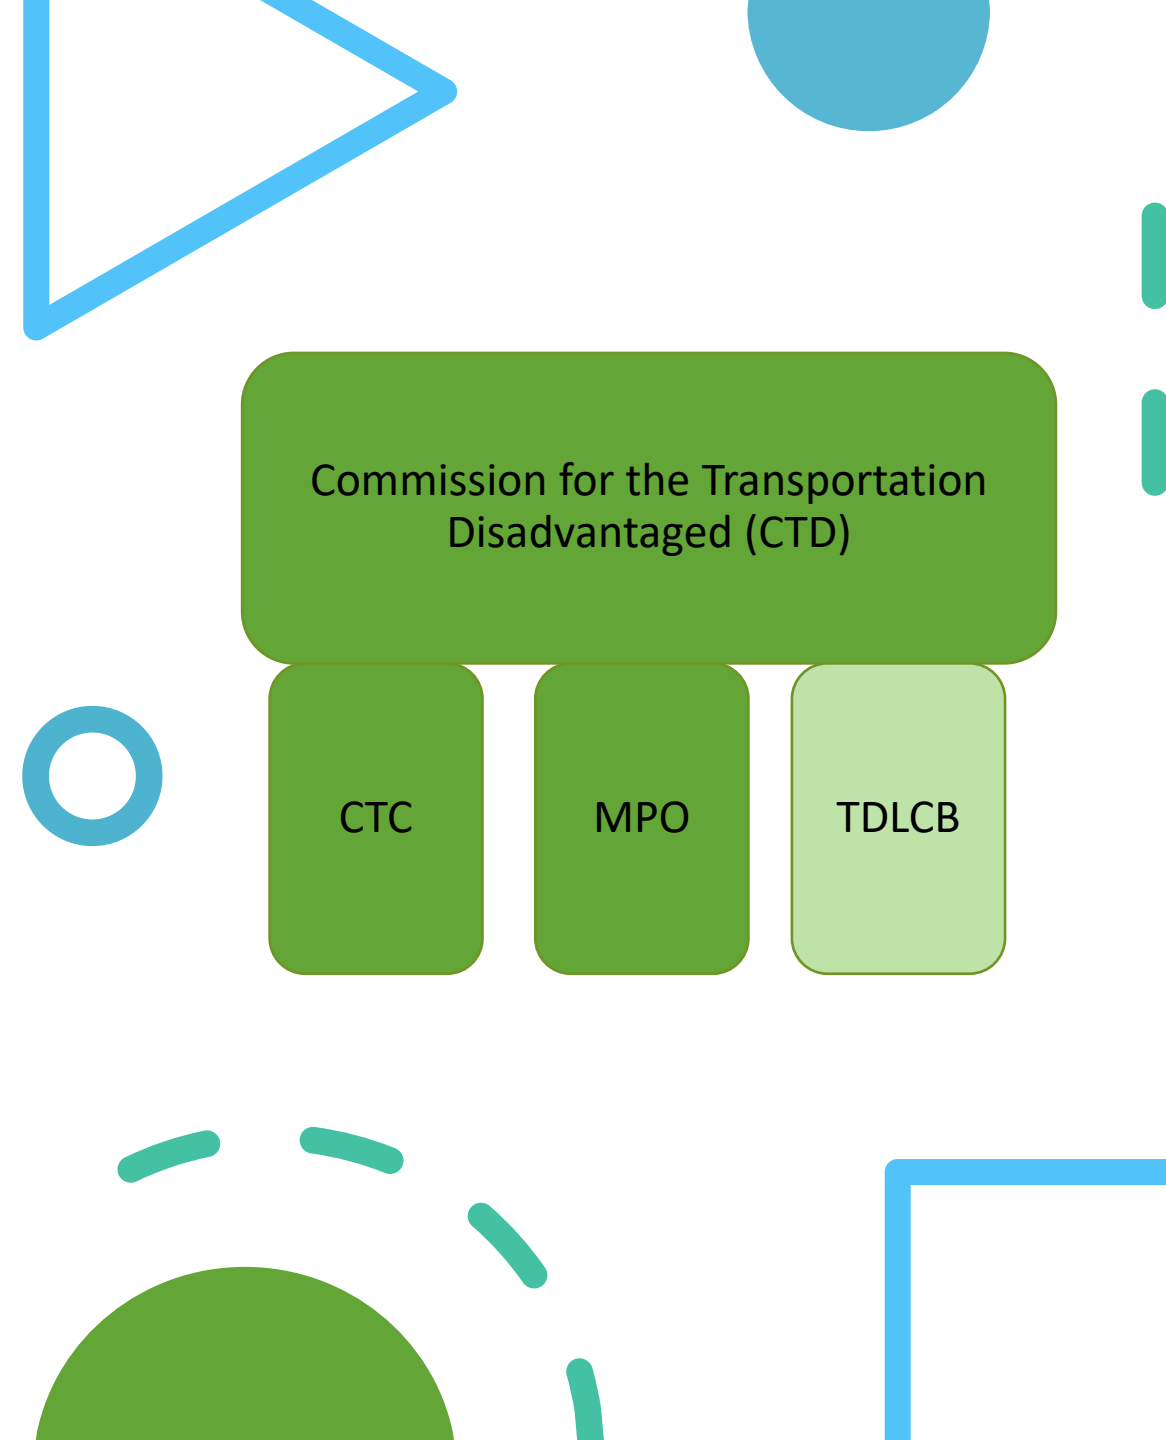 Commission for the Transportation
Disadvantaged (CTD)
CTC
MPO
TDLCB